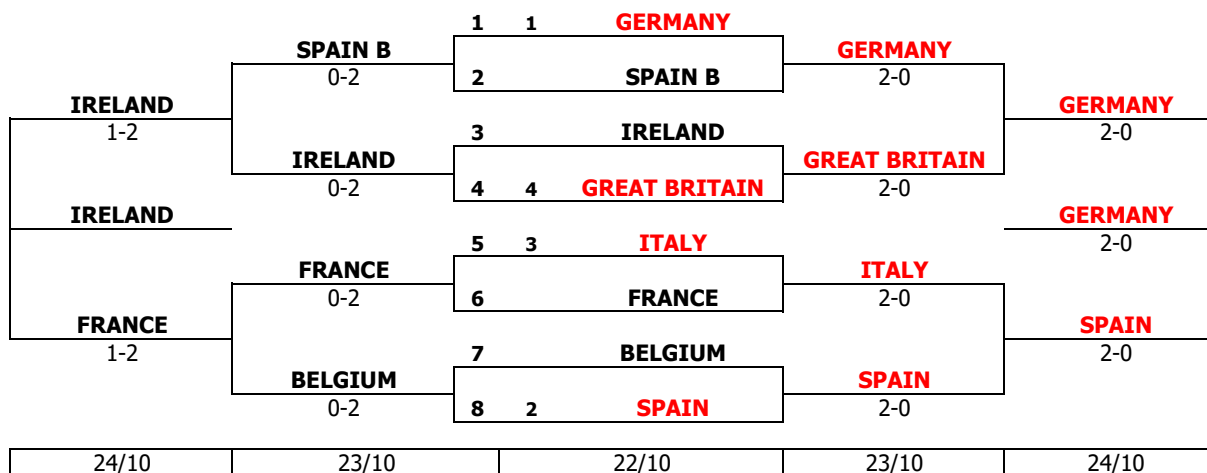 1 1 GERMANY
SPAIN B GERMANY
0-2 2 SPAIN B 2-0
IRELAND GERMANY
1-2 3 IRELAND 2-0
IRELAND GREAT BRITAIN
0-2 4 4 GREAT BRITAIN 2-0
IRELAND GERMANY
5 3 ITALY 2-0
FRANCE ITALY
0-2 6 FRANCE 2-0
FRANCE SPAIN
1-2 7 BELGIUM 2-0
BELGIUM SPAIN
0-2 8 2 SPAIN 2-0
24/10 23/10 22/10 23/10 24/10